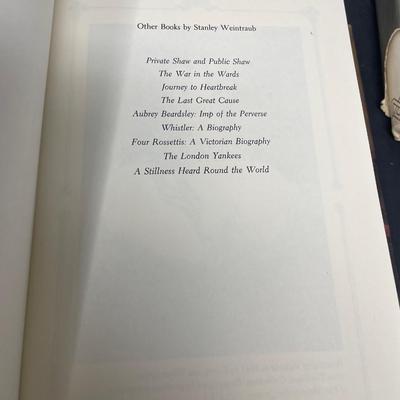 Other Books by Stanley Weintraub
Private Shaw and Public Shaw
The War in the Wards
Journey to Heartbreak
The Last Great Cause
Aubrey Beardsley: Imp of the Perverse
Whistler: A Biography
Four Rossettis: A Victorian Biography
The London Yankees
A Stillness Heard Round the World